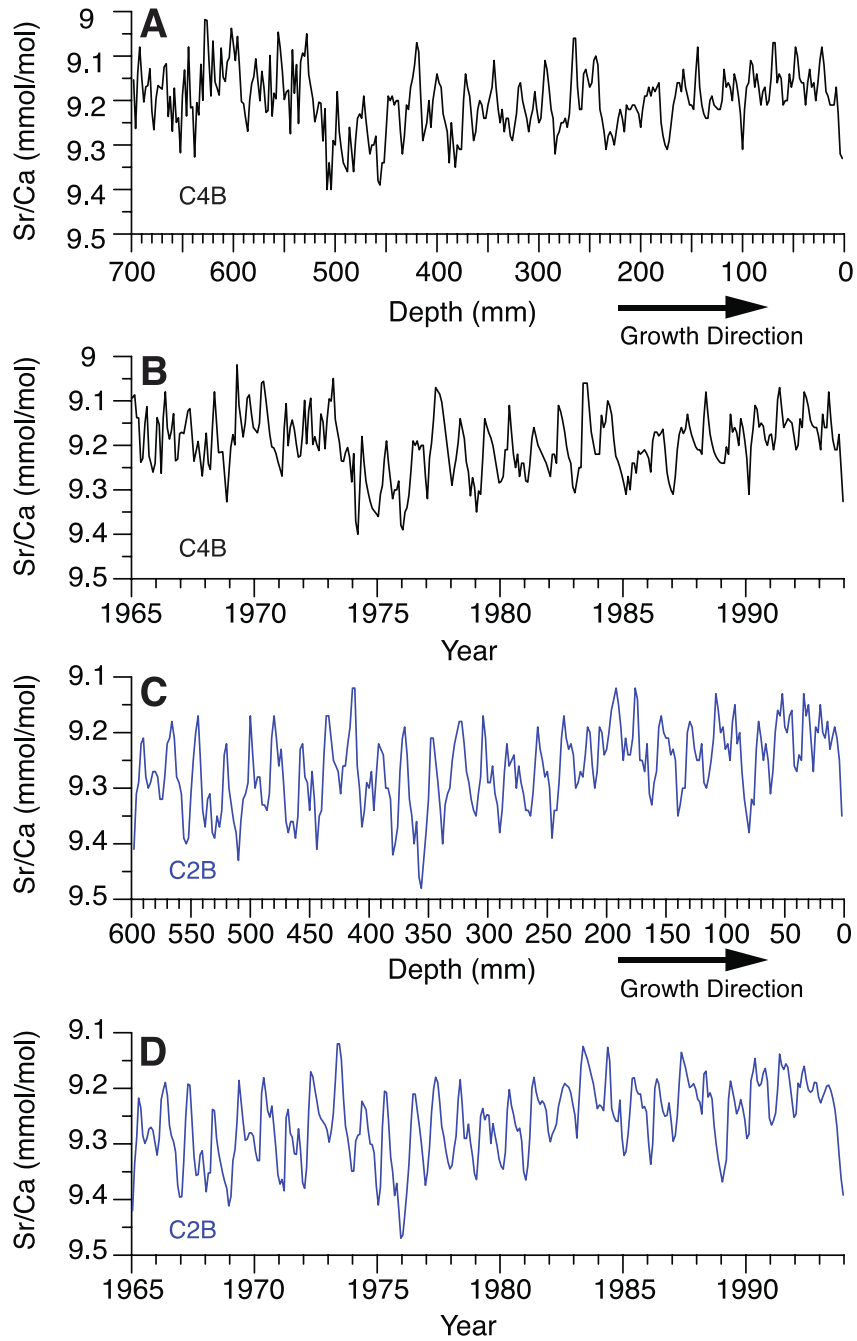 A
Sr/Ca (mmol/mol)
9
9.1
9.2
9.3
9.4
9.5
C4B
700 600 500 400 300 200 100 0
Depth (mm)
Growth Direction
B
Sr/Ca (mmol/mol)
9
9.1
9.2
9.3
9.4
9.5
C4B
1965 1970 1975 1980 1985 1990
Year
C
Sr/Ca (mmol/mol)
9.1
9.2
9.3
9.4
9.5
C2B
600 550 500 450 400 350 300 250 200 150 100 50 0
Depth (mm)
Growth Direction
D
Sr/Ca (mmol/mol)
9.1
9.2
9.3
9.4
9.5
C2B
1965 1970 1975 1980 1985 1990
Year